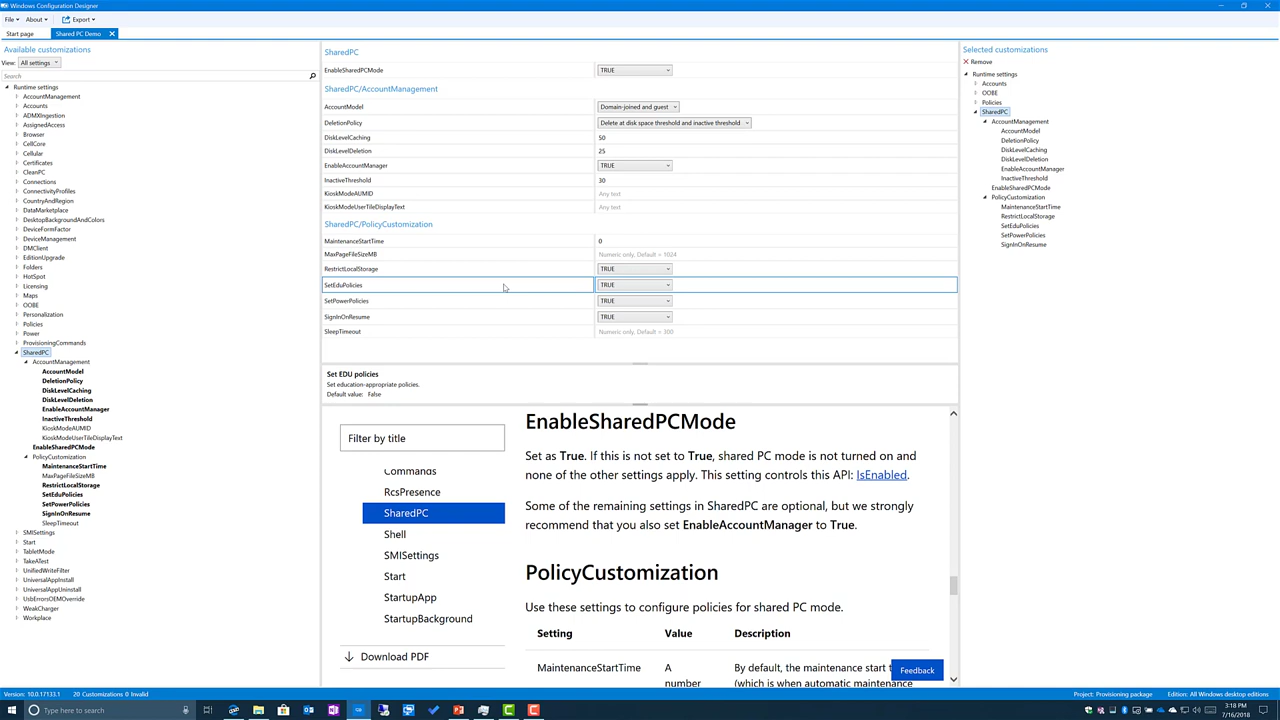 Windows Configuration Designer
File
About
Export
Start page
Shared PC Demo
Available customizations
View: All settings
Search
Runtime settings
AccountManagement
Accounts
ADMXIngestion
AssignedAccess
Browser
CellCore
Cellular
Certificates
CleanPC
Connections
ConnectivityProfiles
CountryAndRegion
DataMarketplace
DesktopBackgroundAndColors
DeviceFormFactor
DeviceManagement
DMClient
EditionUpgrade
Folders
HotSpot
Licensing
Maps
OOBE
Personalization
Policies
Power
ProvisioningCommands
SharedPC
AccountManagement
AccountModel
DeletionPolicy
DiskLevelCaching
DiskLevelDeletion
EnableAccountManager
InactiveThreshold
KioskModeAUMID
KioskModeUserTileDisplayText
EnableSharedPCMode
PolicyCustomization
MaintenanceStartTime
MaxPageFileSizeMB
RestrictLocalStorage
SetEduPolicies
SetPowerPolicies
SignInOnResume
SleepTimeout
SMISettings
Start
TabletMode
TakeATest
UnifiedWriteFilter
UniversalAppInstall
UniversalAppUninstall
UsbErrorsOEMOverride
WeakCharger
Workplace
SharedPC
EnableSharedPCMode TRUE
SharedPC/AccountManagement
AccountModel Domain-joined and guest
DeletionPolicy Delete at disk space threshold and inactive threshold
DiskLevelCaching 50
DiskLevelDeletion 25
EnableAccountManager TRUE
InactiveThreshold 30
KioskModeAUMID Any text
KioskModeUserTileDisplayText Any text
SharedPC/PolicyCustomization
MaintenanceStartTime 0
MaxPageFileSizeMB Numeric only, Default = 1024
RestrictLocalStorage TRUE
SetEduPolicies TRUE
SetPowerPolicies TRUE
SignInOnResume TRUE
SleepTimeout Numeric only, Default = 300
Set EDU policies
Set education-appropriate policies.
Default value: False
Filter by title
Commands
RcsPresence
SharedPC
Shell
SMISettings
Start
StartupApp
StartupBackground
Download PDF
EnableSharedPCMode
Set as True. If this is not set to True, shared PC mode is not turned on and
none of the other settings apply. This setting controls this API: IsEnabled.
Some of the remaining settings in SharedPC are optional, but we strongly
recommend that you also set EnableAccountManager to True.
PolicyCustomization
Use these settings to configure policies for shared PC mode.
Setting Value Description
MaintenanceStartTime A By default, the maintenance start
number (which is when automatic maintenance
Feedback
Selected customizations
Remove
Runtime settings
Accounts
OOBE
Policies
SharedPC
AccountManagement
AccountModel
DeletionPolicy
DiskLevelCaching
DiskLevelDeletion
EnableAccountManager
InactiveThreshold
EnableSharedPCMode
PolicyCustomization
MaintenanceStartTime
RestrictLocalStorage
SetEduPolicies
SetPowerPolicies
SignInOnResume
Version: 10.0.17133.1 20 Customizations 0 Invalid Project: Provisioning package Edition: All Windows desktop editions
Type here to search
3:18 PM
7/16/2018